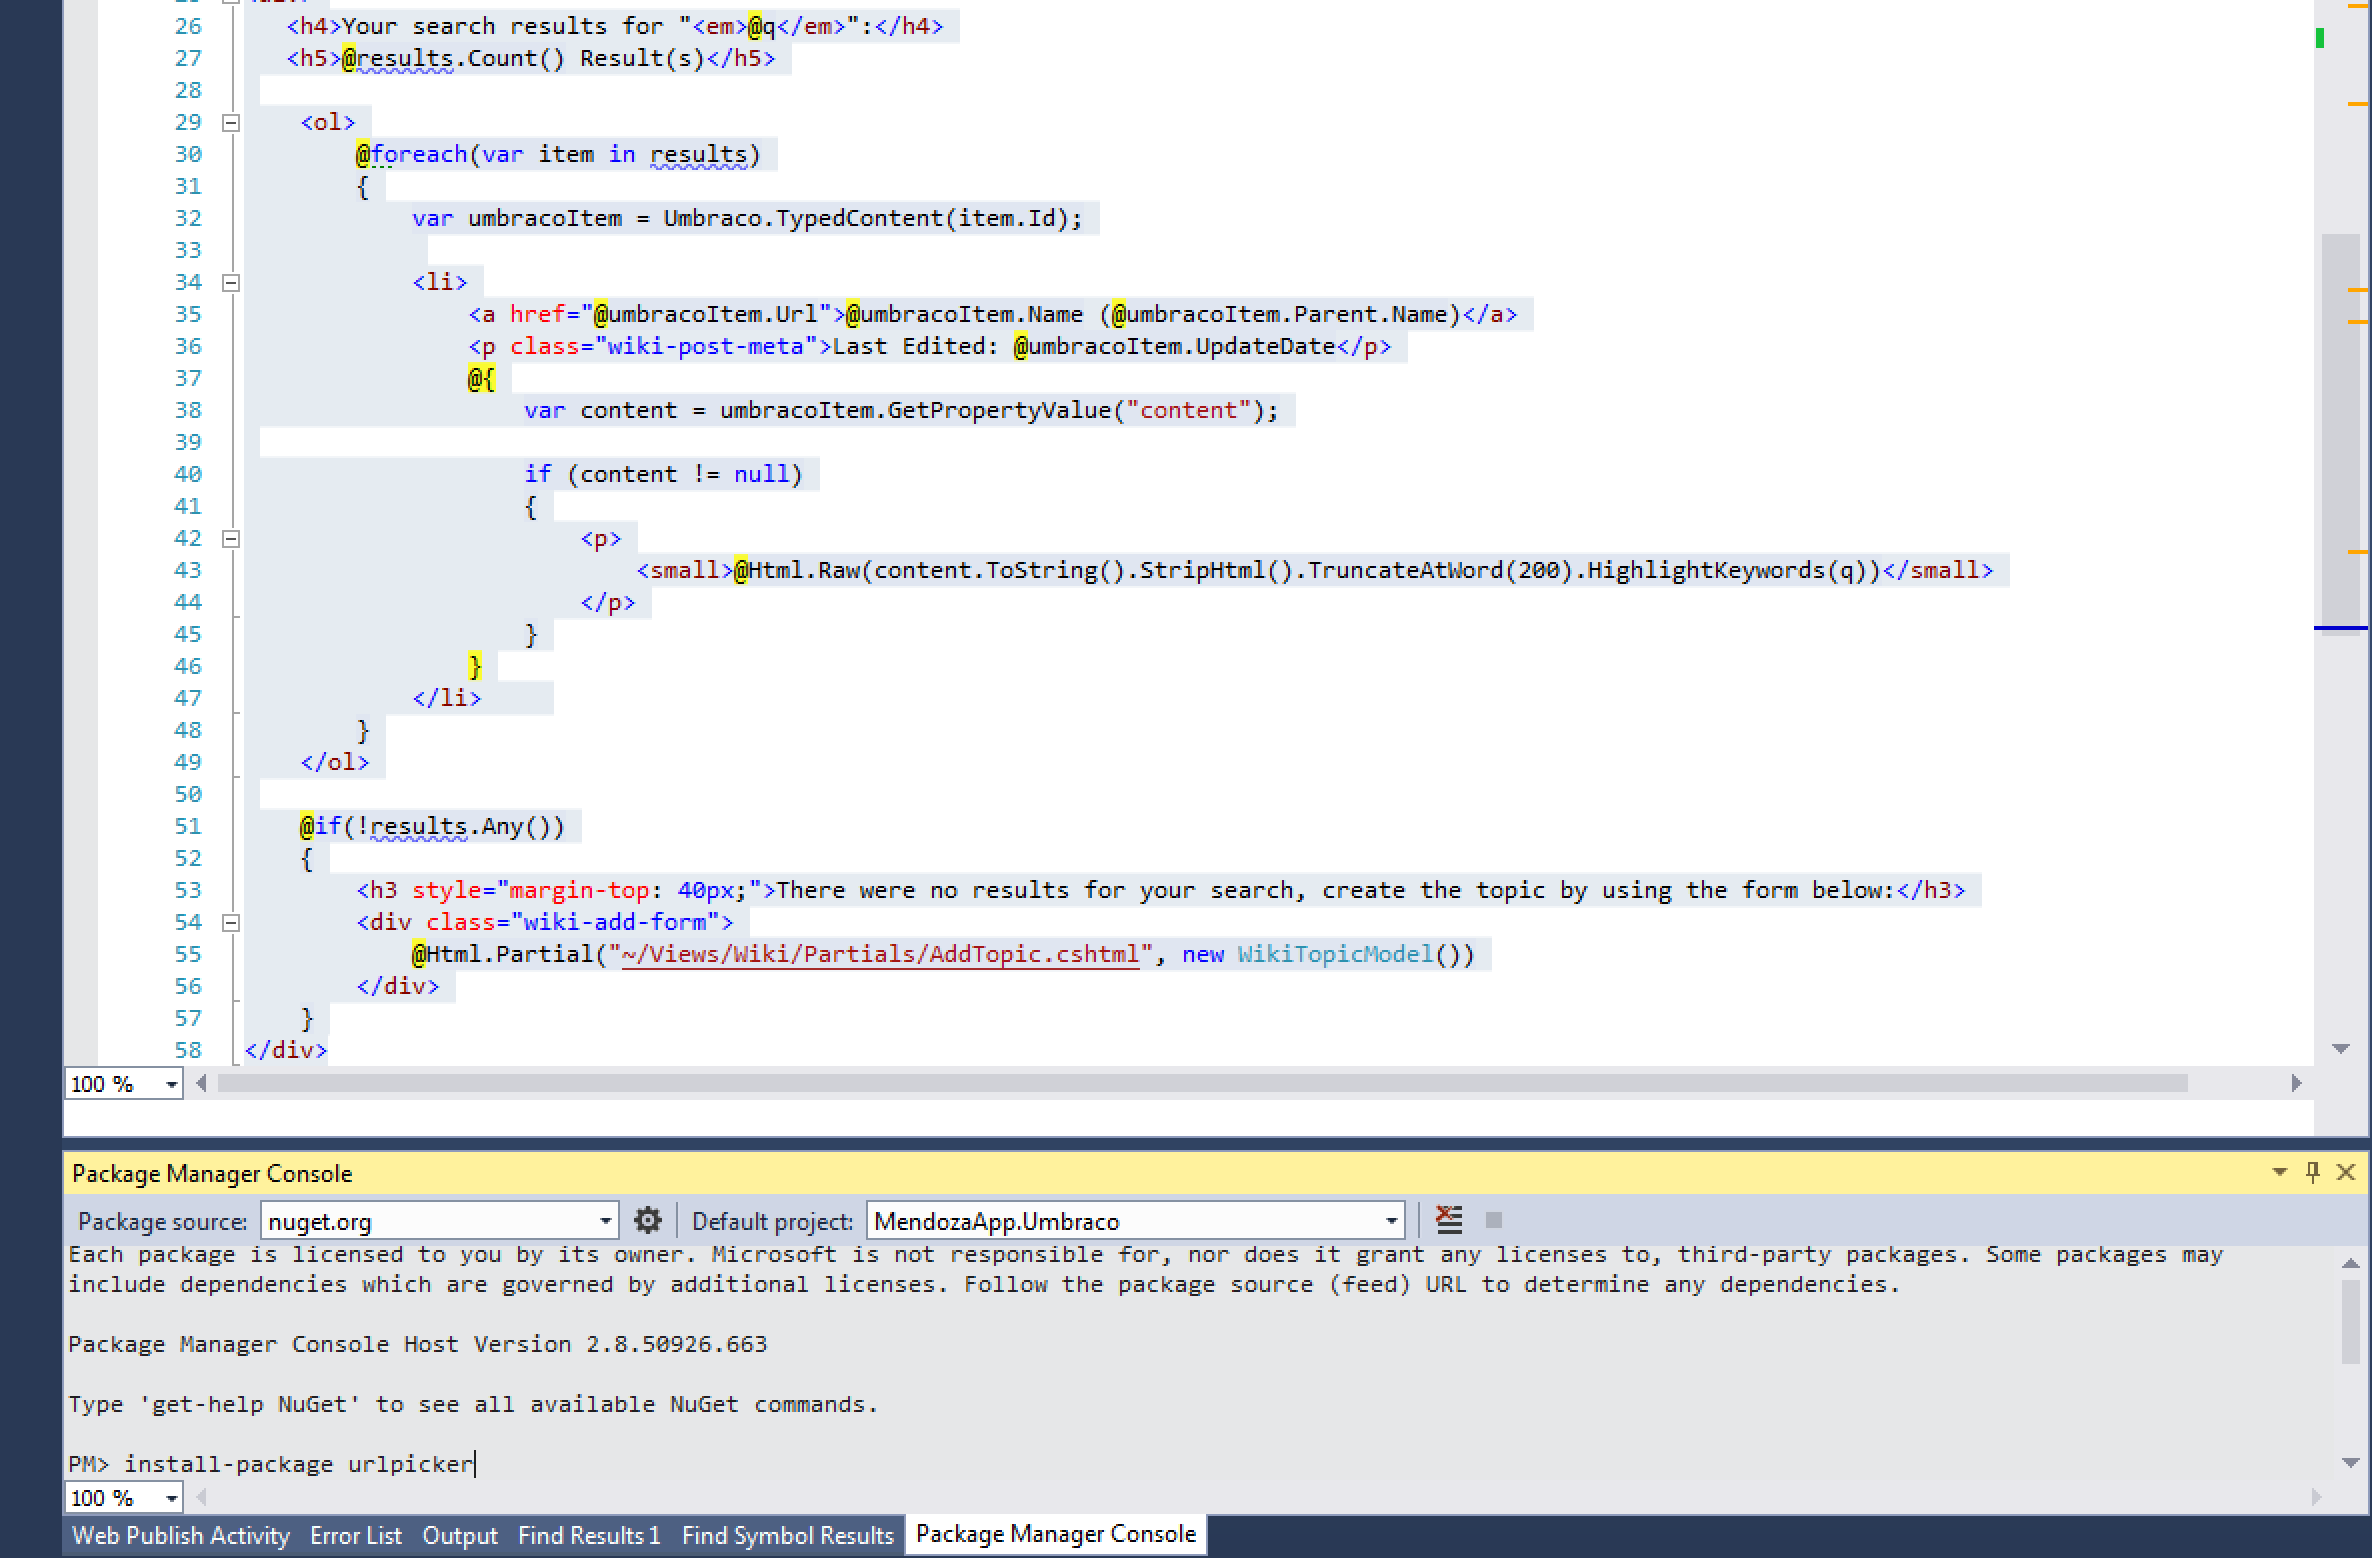 26 <h4>Your search results for "<em>@q</em>":</h4>
27 <h5>@results.Count() Result(s)</h5>
28
29 <ol>
30 @foreach(var item in results)
31 {
32 var umbracoItem = Umbraco.TypedContent(item.Id);
33
34 <li>
35 <a href="@umbracoItem.Url">@umbracoItem.Name (@umbracoItem.Parent.Name)</a>
36 <p class="wiki-post-meta">Last Edited: @umbracoItem.UpdateDate</p>
37 @{
38 var content = umbracoItem.GetPropertyValue("content");
39
40 if (content != null)
41 {
42 <p>
43 <small>@Html.Raw(content.ToString().StripHtml().TruncateAtWord(200).HighlightKeywords(q))</small>
44 </p>
45 }
46 }
47 </li>
48 }
49 </ol>
50
51 @if(!results.Any())
52 {
53 <h3 style="margin-top: 40px;">There were no results for your search, create the topic by using the form below:</h3>
54 <div class="wiki-add-form">
55 @Html.Partial("~/Views/Wiki/Partials/AddTopic.cshtml", new WikiTopicModel())
56 </div>
57 }
58 </div>
100 %
Package Manager Console
Package source: nuget.org Default project: MendozaApp.Umbraco
Each package is licensed to you by its owner. Microsoft is not responsible for, nor does it grant any licenses to, third-party packages. Some packages may
include dependencies which are governed by additional licenses. Follow the package source (feed) URL to determine any dependencies.
Package Manager Console Host Version 2.8.50926.663
Type 'get-help NuGet' to see all available NuGet commands.
PM> install-package urlpicker
100 %
Web Publish Activity Error List Output Find Results 1 Find Symbol Results Package Manager Console